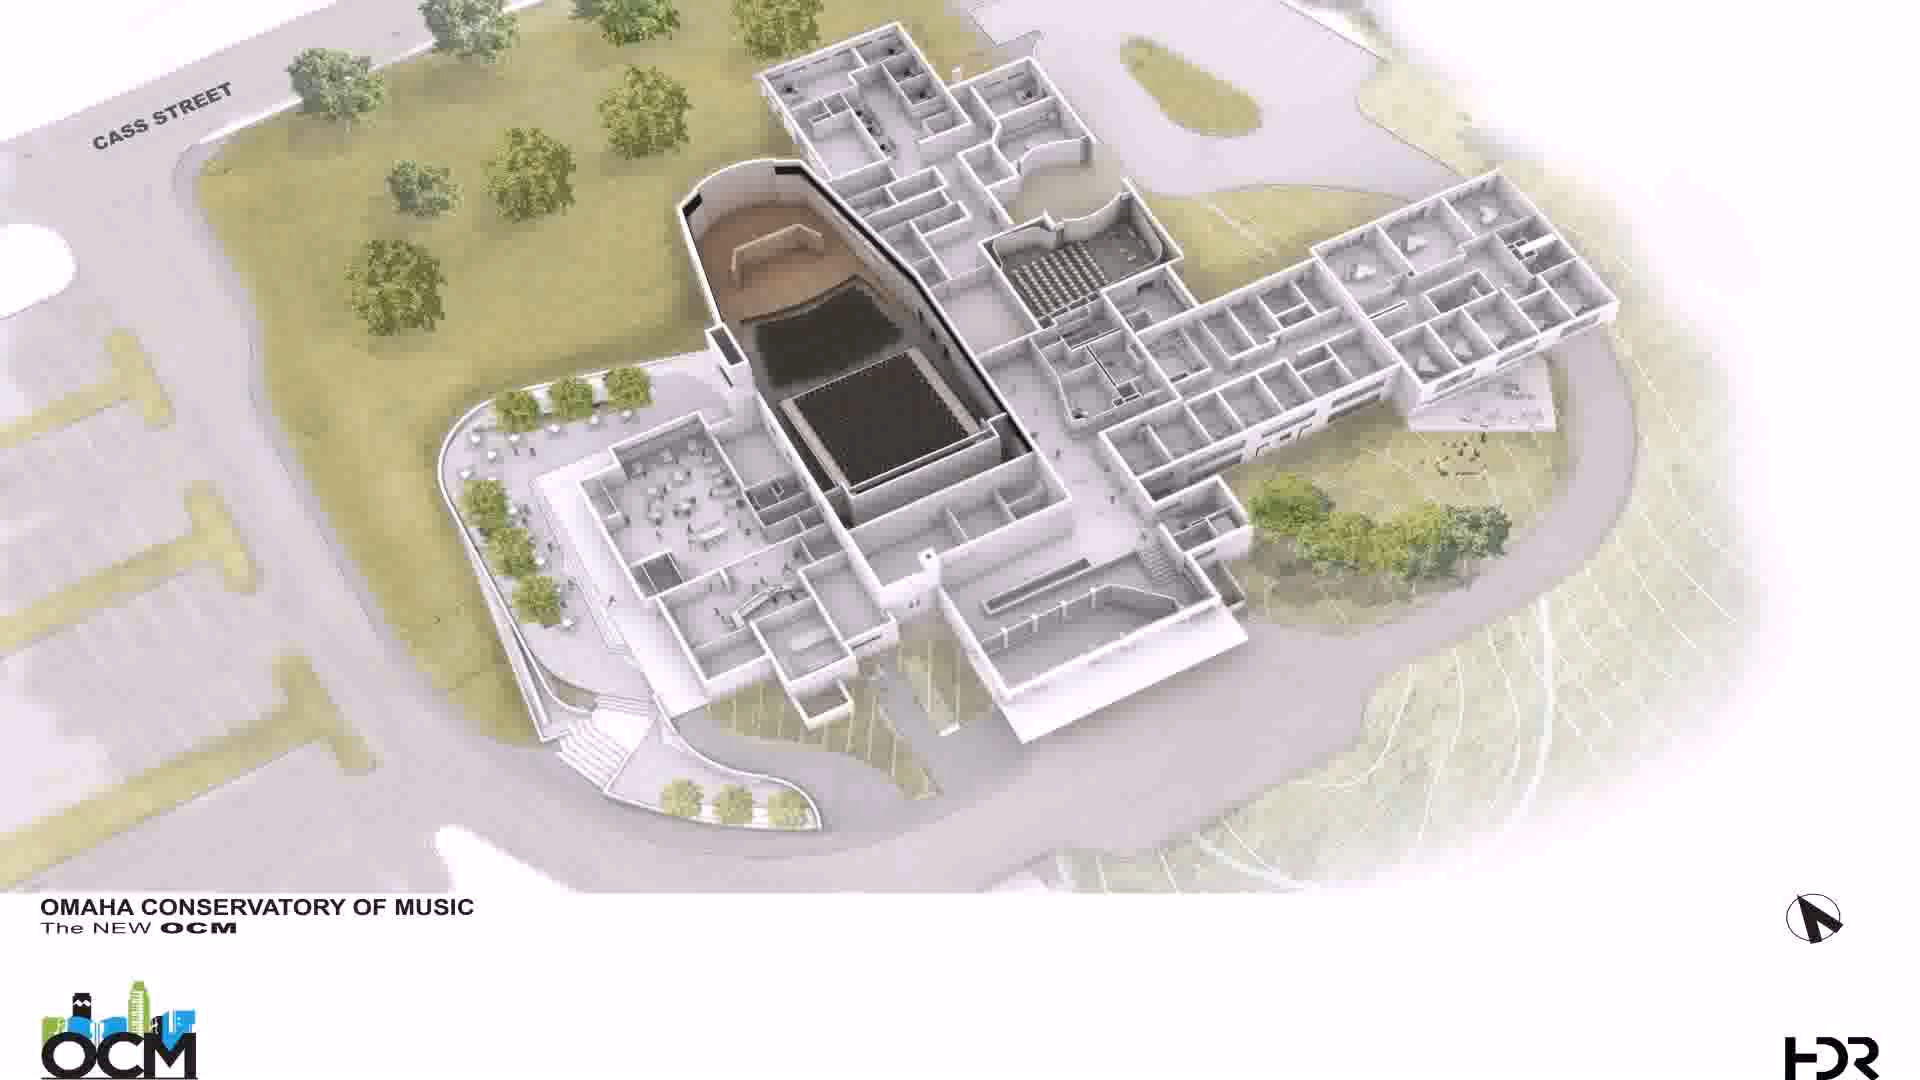 CASS STREET
OMAHA CONSERVATORY OF MUSIC
The NEW OCM
OCM
HDR